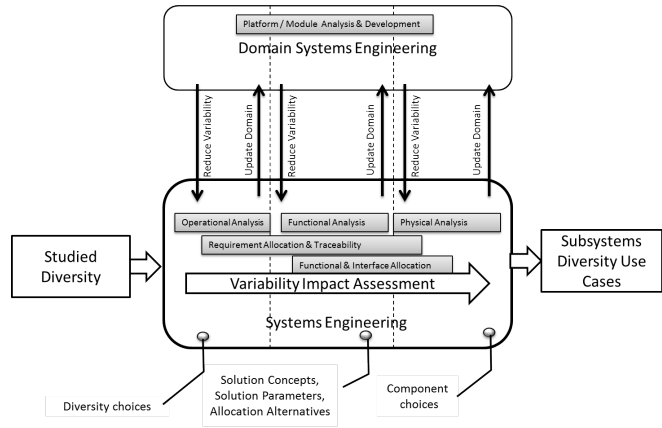 Platform / Module Analysis & Development
Domain Systems Engineering
Reduce Variability
Update Domain
Reduce Variability
Update Domain
Reduce Variability
Update Domain
Operational Analysis
Functional Analysis
Physical Analysis
Requirement Allocation & Traceability
Functional & Interface Allocation
Variability Impact Assessment
Systems Engineering
Studied
Diversity
Subsystems
Diversity Use
Cases
Diversity choices
Solution Concepts,
Solution Parameters,
Allocation Alternatives
Component
choices